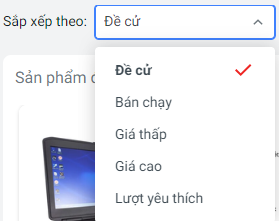 Sắp xếp theo: Đề cử
Đề cử
Bán chạy
Sản phẩm
Giá thấp
Giá cao
Lượt yêu thích